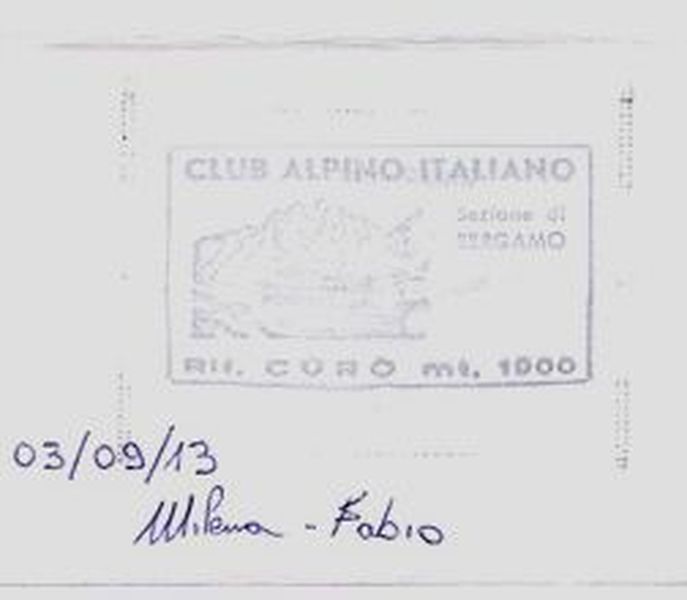 CLUB ALPINO ITALIANO
Sezione di
BERGAMO
Rif. CURÒ mt. 1900
03/09/13
Milena - Fabio